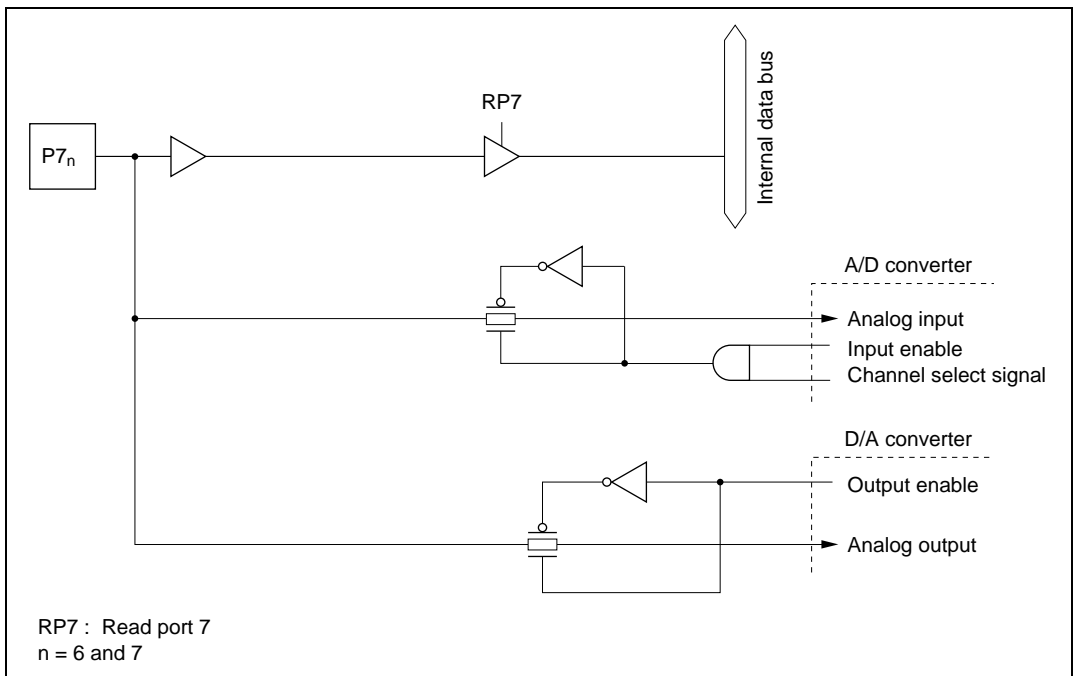 RP7
P7n
Internal data bus
A/D converter
Analog input
Input enable
Channel select signal
D/A converter
Output enable
Analog output
RP7 : Read port 7
n = 6 and 7